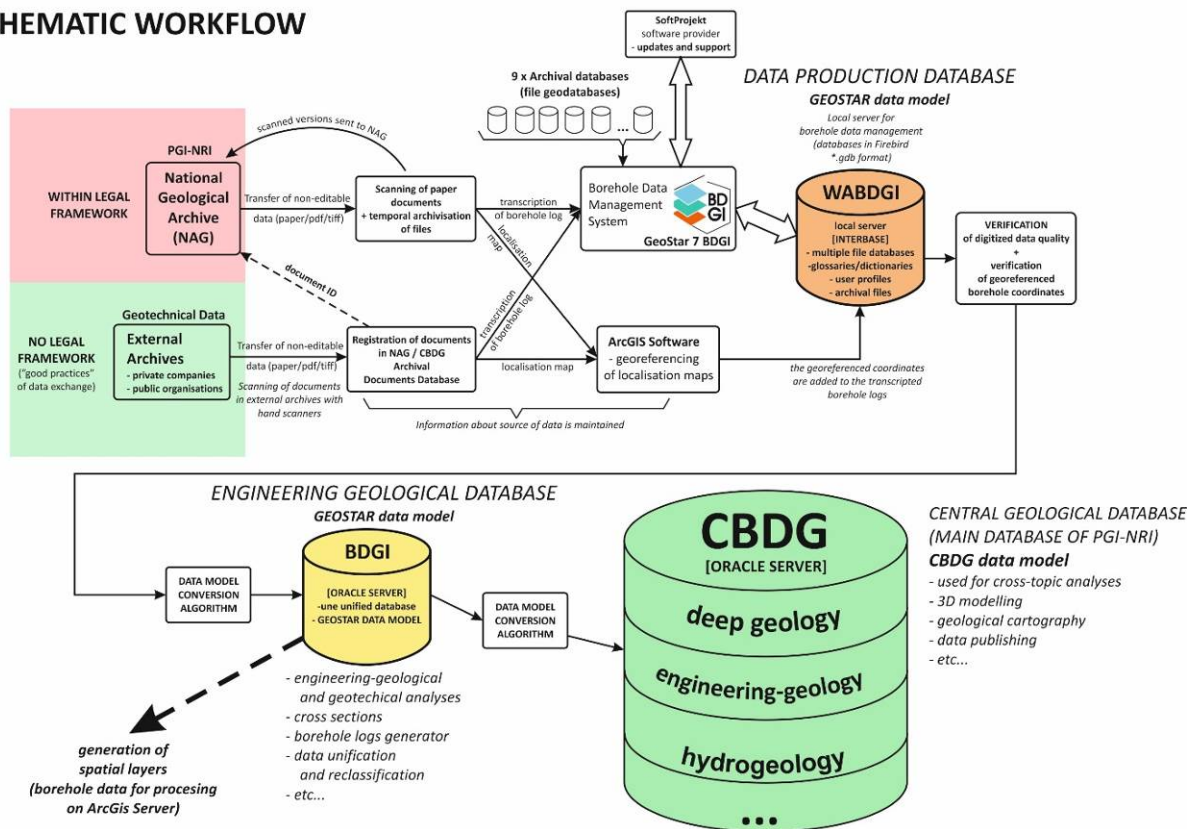 HEMATIC WORKFLOW
SoftProjekt
software provider
- updates and support
9 x Archival databases
(file geodatabases)
...
DATA PRODUCTION DATABASE
GEOSTAR data model
Local server for
borehole data management
(databases in Firebird
*.gdb format)
scanned versions sent to NAG
PGI-NRI
WITHIN LEGAL
FRAMEWORK
National
Geological
Archive
(NAG)
Transfer of non-editable
data (paper/pdf/tiff)
Scanning of paper
documents
+ temporal archivisation
of files
transcription
of borehole log
localisation
map
Borehole Data
Management
System
BD
GI
GeoStar 7 BDGI
WABDGI
local server
[INTERBASE]
- multiple file databases
-glossaries/dictionaries
- user profiles
- archival files
VERIFICATION
of digitized data quality
+
verification
of georeferenced
borehole coordinates
document ID
Geotechnical Data
NO LEGAL
FRAMEWORK
("good practices"
of data exchange)
External
Archives
- private companies
- public organisations
Transfer of non-editable
data (paper/pdf/tiff)
Scanning of documents
in external archives with
hand scanners
Registration of documents
in NAG / CBDG
Archival
Documents Database
transcription
of borehole log
localisation map
ArcGIS Software
- georeferencing
of localisation maps
the georeferenced coordinates
are added to the transcripted
borehole logs
Information about source of data is maintained
ENGINEERING GEOLOGICAL DATABASE
GEOSTAR data model
DATA MODEL
CONVERSION
ALGORITHM
BDGI
[ORACLE SERVER]
-une unified database
- GEOSTAR DATA MODEL
DATA MODEL
CONVERSION
ALGORITHM
- engineering-geological
and geotechical analyses
- cross sections
- borehole logs generator
- data unification
and reclassification
- etc...
generation of
spatial layers
(borehole data for procesing
on ArcGis Server)
CBDG
[ORACLE SERVER]
deep geology
engineering-geology
hydrogeology
...
CENTRAL GEOLOGICAL DATABASE
(MAIN DATABASE OF PGI-NRI)
CBDG data model
- used for cross-topic analyses
- 3D modelling
- geological cartography
- data publishing
- etc...